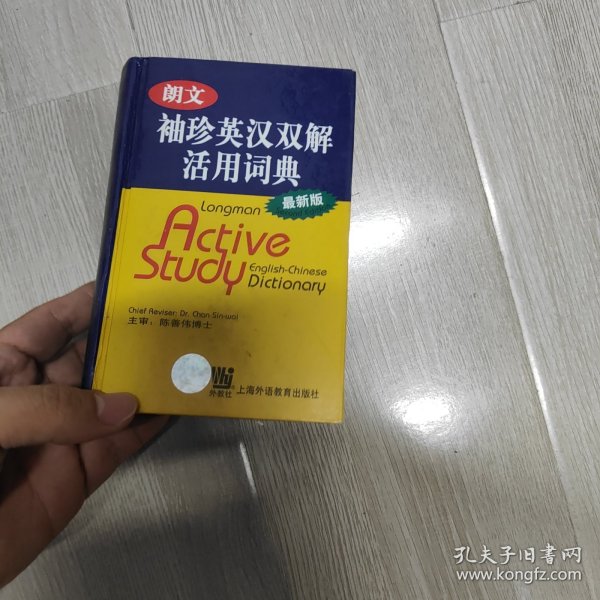 朗文
袖珍英汉双解
活用词典
最新版
Longman
Active
Study
English-Chinese
Dictionary
Chief Reviser: Dr. Chan Sin-wai
主审：陈善伟博士
外教社
上海外语教育出版社
孔夫子旧书网
www.kongfz.com